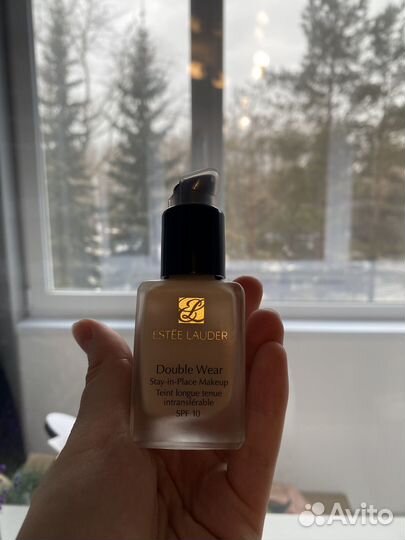 ESTĒE LAUDER
Double Wear
Stay-in-Place Makeup
Teint longue tenue
intransférable
SPF 10
Avito